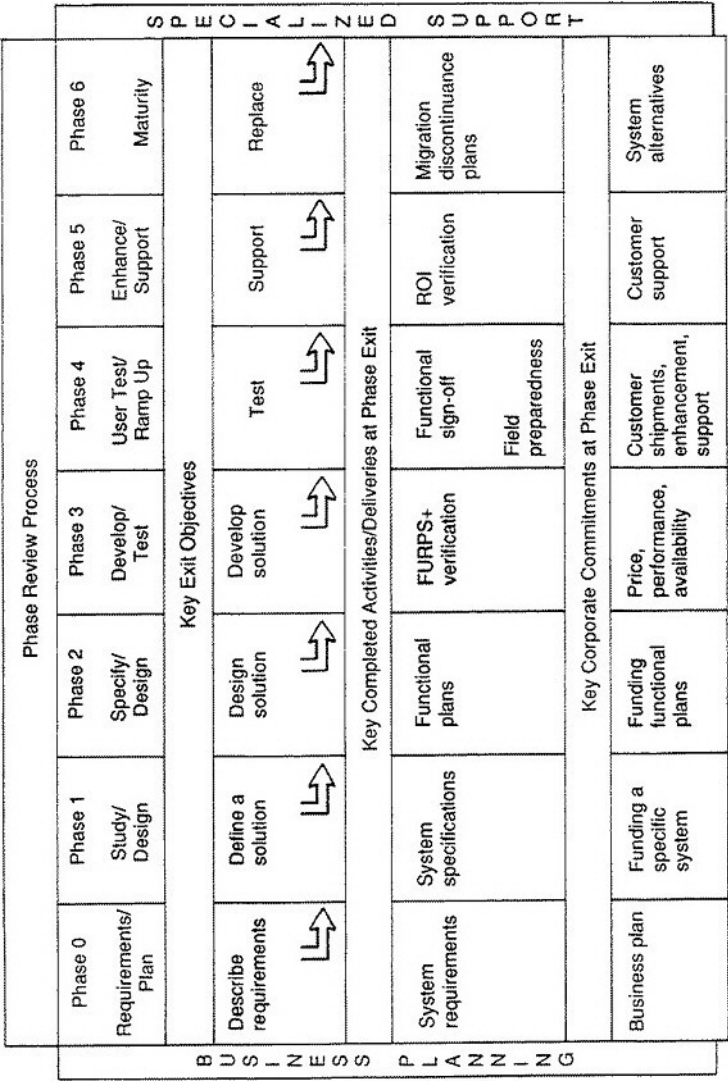 Phase Review Process
Phase 0
Requirements/
Plan
Phase 1
Study/
Design
Phase 2
Specify/
Design
Phase 3
Develop/
Test
Phase 4
User Test/
Ramp Up
Phase 5
Enhance/
Support
Phase 6
Maturity
Key Exit Objectives
Describe
requirements
Define a
solution
Design
solution
Develop
solution
Test
Support
Replace
Key Completed Activities/Deliveries at Phase Exit
System
requirements
System
specifications
Functional
plans
FURPS+
verification
Functional
sign-off
Field
preparedness
ROI
verification
Migration
discontinuance
plans
Key Corporate Commitments at Phase Exit
Business plan
Funding a
specific
system
Funding
functional
plans
Price,
performance,
availability
Customer
shipments,
enhancement,
support
Customer
support
System
alternatives
BUSINESS PLANNING
SPECIALIZED SUPPORT